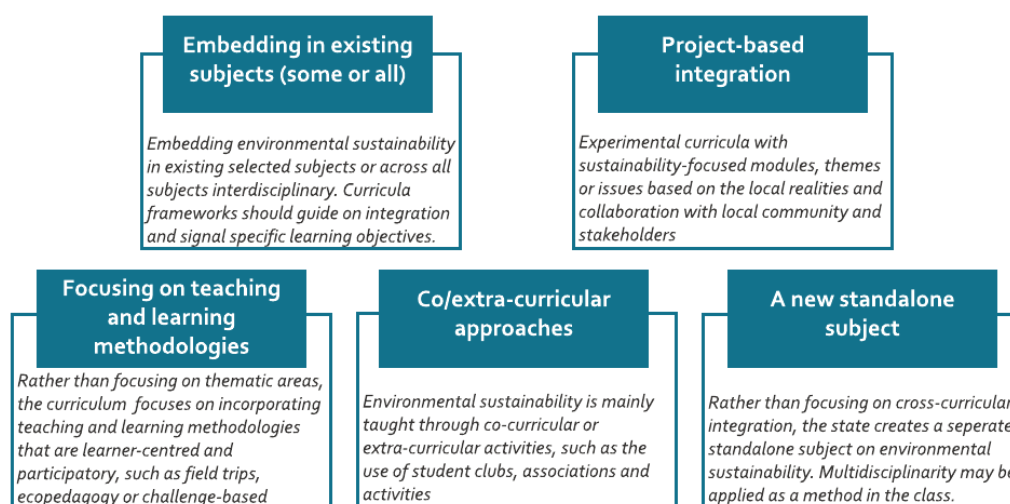 Embedding in existing
subjects (some or all)
Embedding environmental sustainability
in existing selected subjects or across all
subjects interdisciplinary. Curricula
frameworks should guide on integration
and signal specific learning objectives.
Project-based
integration
Experimental curricula with
sustainability-focused modules, themes
or issues based on the local realities and
collaboration with local community and
stakeholders
Focusing on teaching
and learning
methodologies
Rather than focusing on thematic areas,
the curriculum focuses on incorporating
teaching and learning methodologies
that are learner-centred and
participatory, such as field trips,
ecopedagogy or challenge-based
Co/extra-curricular
approaches
Environmental sustainability is mainly
taught through co-curricular or
extra-curricular activities, such as the
use of student clubs, associations and
activities
A new standalone
subject
Rather than focusing on cross-curricular
integration, the state creates a seperate
standalone subject on environmental
sustainability. Multidisciplinarity may be
applied as a method in the class.